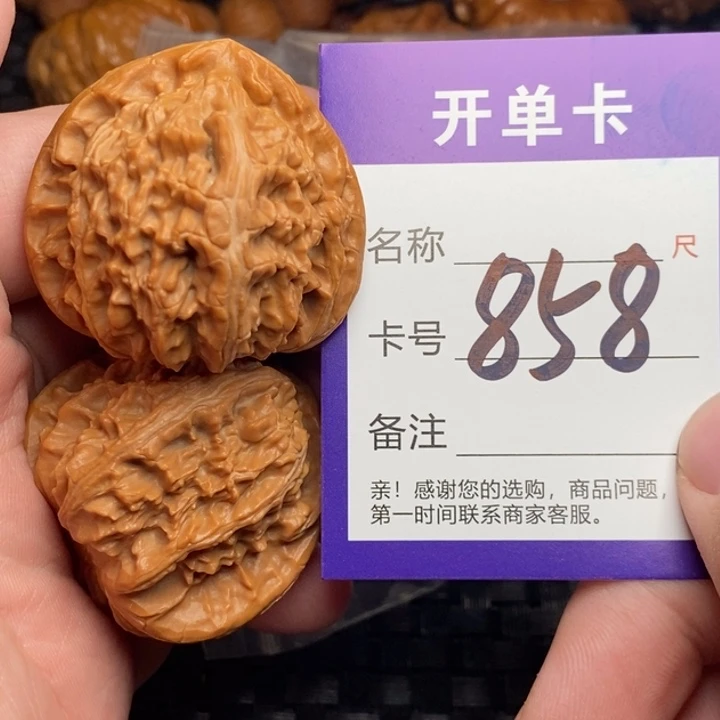 开单卡
名称 尺
858
卡号
备注
亲！感谢您的选购，商品问题，
第一时间联系商家客服。